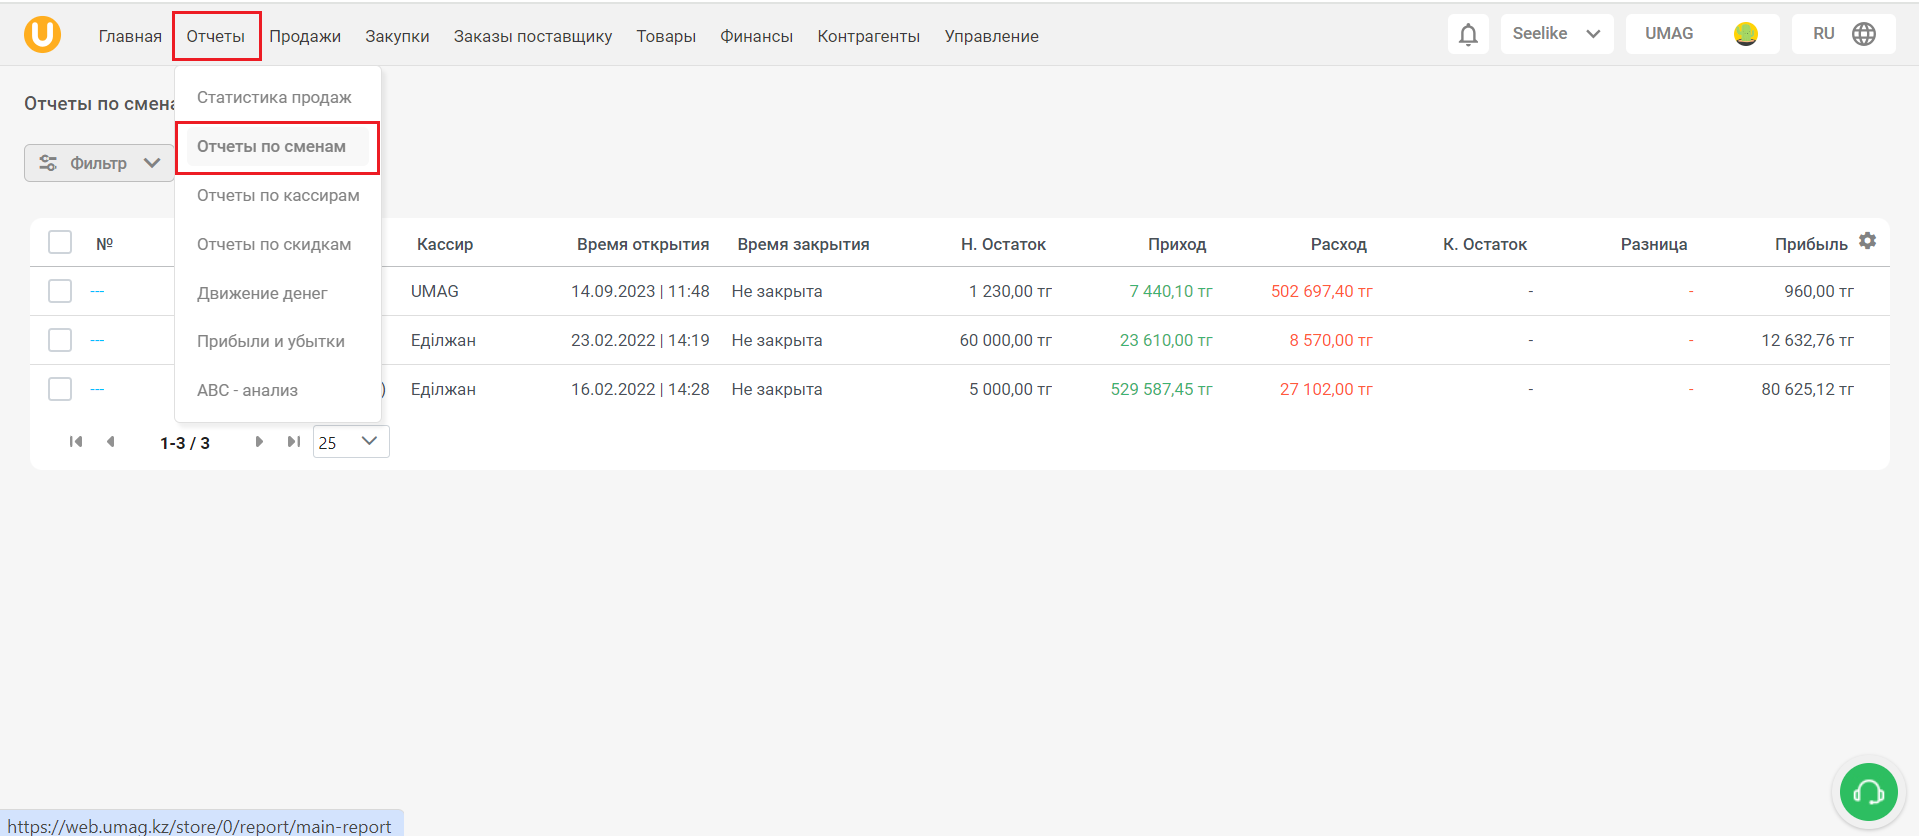 Главная Отчеты Продажи Закупки Заказы поставщику Товары Финансы Контрагенты Управление Seelike UMAG RU
Статистика продаж
Отчеты по смена
Отчеты по сменам
Фильтр
Отчеты по кассирам
Отчеты по скидкам
Движение денег
Прибыли и убытки
ABC - анализ
№ Кассир Время открытия Время закрытия Н. Остаток Приход Расход К. Остаток Разница Прибыль
--- UMAG 14.09.2023 | 11:48 Не закрыта 1 230,00 тг 7 440,10 тг 502 697,40 тг - - 960,00 тг
--- Еділжан 23.02.2022 | 14:19 Не закрыта 60 000,00 тг 23 610,00 тг 8 570,00 тг - - 12 632,76 тг
--- ) Еділжан 16.02.2022 | 14:28 Не закрыта 5 000,00 тг 529 587,45 тг 27 102,00 тг - - 80 625,12 тг
1-3 / 3 25
https://web.umag.kz/store/0/report/main-report